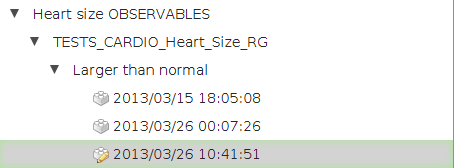 Heart size OBSERVABLES
TESTS_CARDIO_Heart_Size_RG
Larger than normal
2013/03/15 18:05:08
2013/03/26 00:07:26
2013/03/26 10:41:51